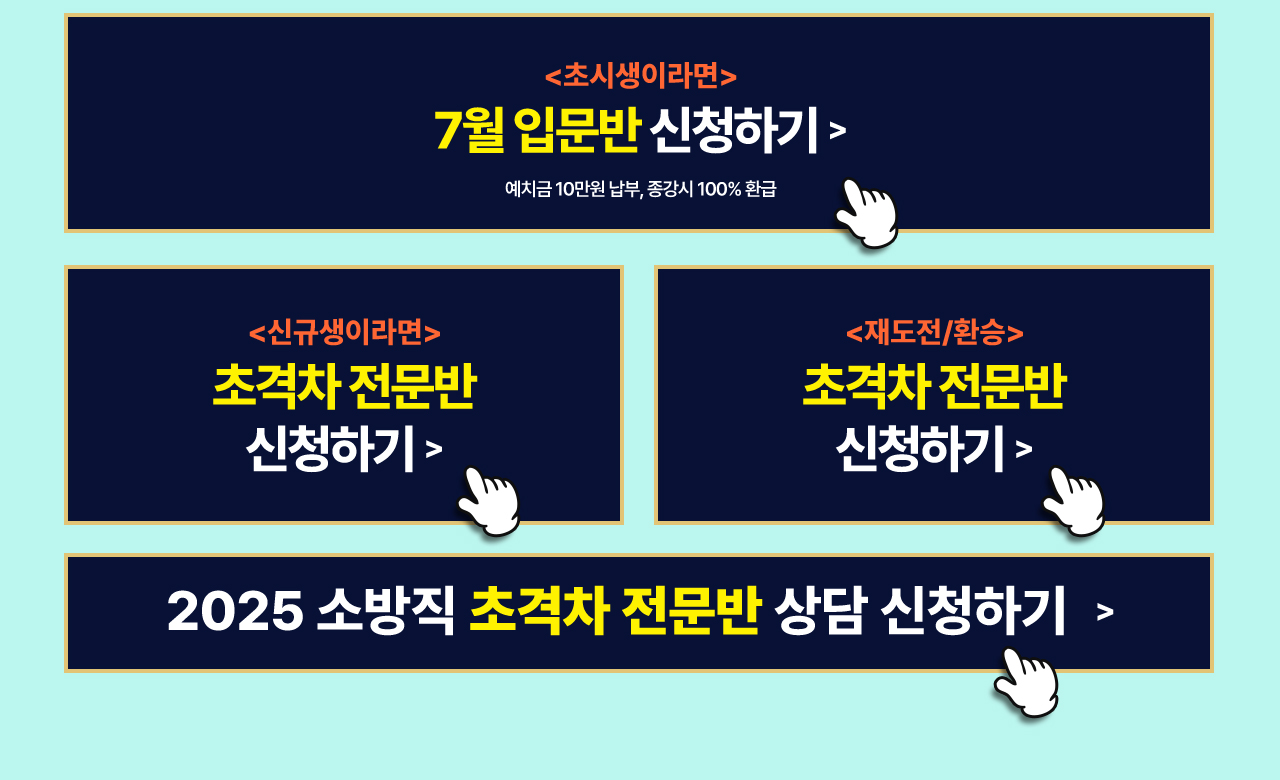 <초시생이라면>
7월 입문반 신청하기 >
예치금 10만원 납부, 종강시 100% 환급
<신규생이라면>
초격차 전문반
신청하기 >
<재도전/환승>
초격차 전문반
신청하기 >
2025 소방직 초격차 전문반 상담 신청하기 >